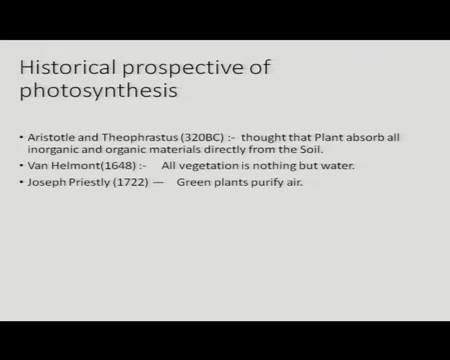 Historical prospective of
photosynthesis
• Aristotle and Theophrastus (320BC) :- thought that Plant absorb all
inorganic and organic materials directly from the Soil.
• Van Helmont(1648) :- All vegetation is nothing but water.
• Joseph Priestly (1722) — Green plants purify air.